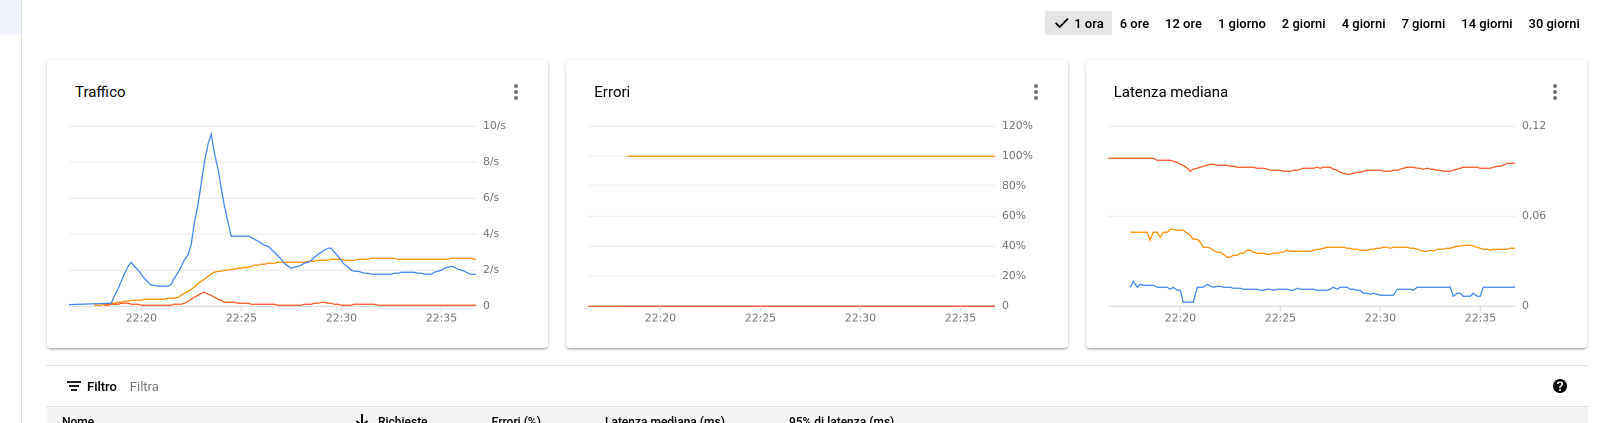 1 ora 6 ore 12 ore 1 giorno 2 giorni 4 giorni 7 giorni 14 giorni 30 giorni
Traffico
10/s
8/s
6/s
4/s
2/s
0
22:20 22:25 22:30 22:35
Errori
120%
100%
80%
60%
40%
20%
0
22:20 22:25 22:30 22:35
Latenza mediana
0,12
0,06
0
22:20 22:25 22:30 22:35
Filtro Filtra
Nome Richieste Errori (%) Latenza mediana (ms) 95% di latenza (ms)